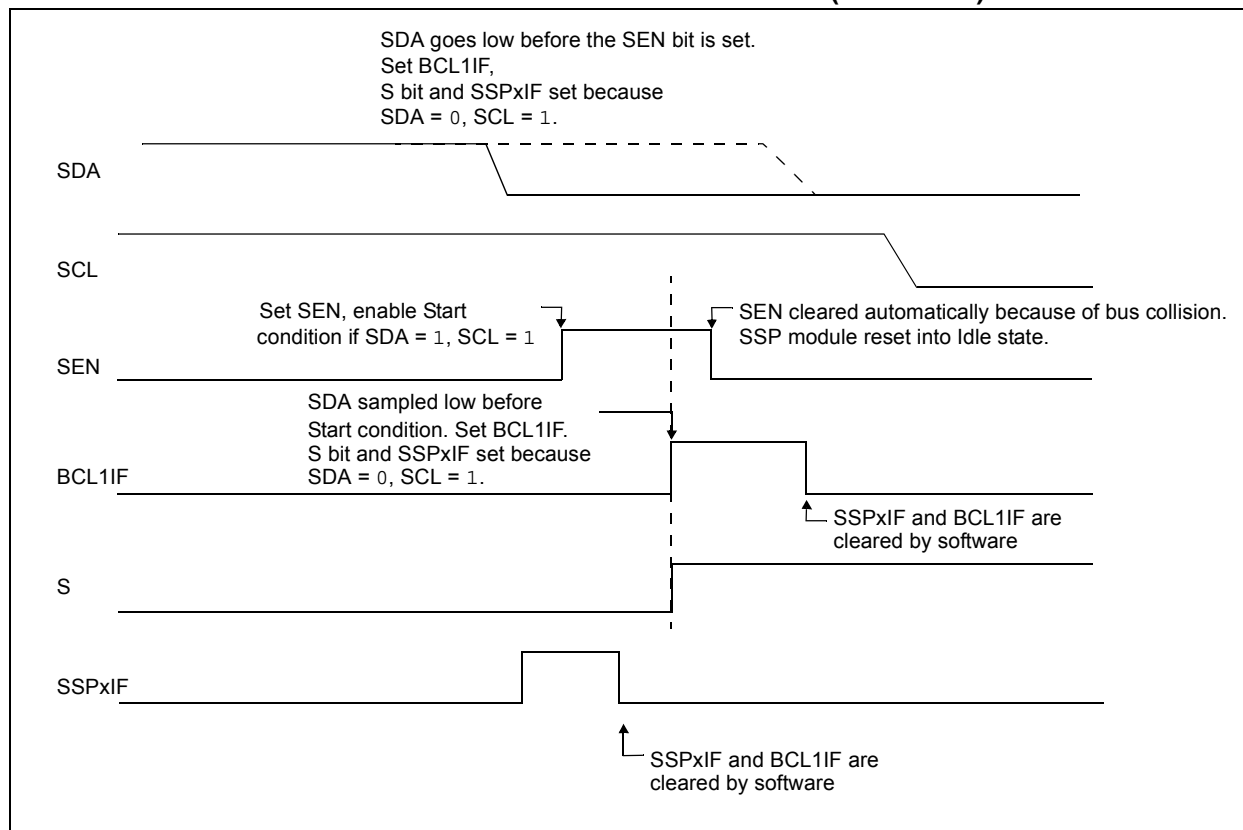 SDA goes low before the SEN bit is set.
Set BCL1IF,
S bit and SSPxIF set because
SDA = 0, SCL = 1.
SDA
SCL
Set SEN, enable Start
condition if SDA = 1, SCL = 1
SEN cleared automatically because of bus collision.
SSP module reset into Idle state.
SEN
SDA sampled low before
Start condition. Set BCL1IF.
S bit and SSPxIF set because
SDA = 0, SCL = 1.
BCL1IF
SSPxIF and BCL1IF are
cleared by software
S
SSPxIF
SSPxIF and BCL1IF are
cleared by software